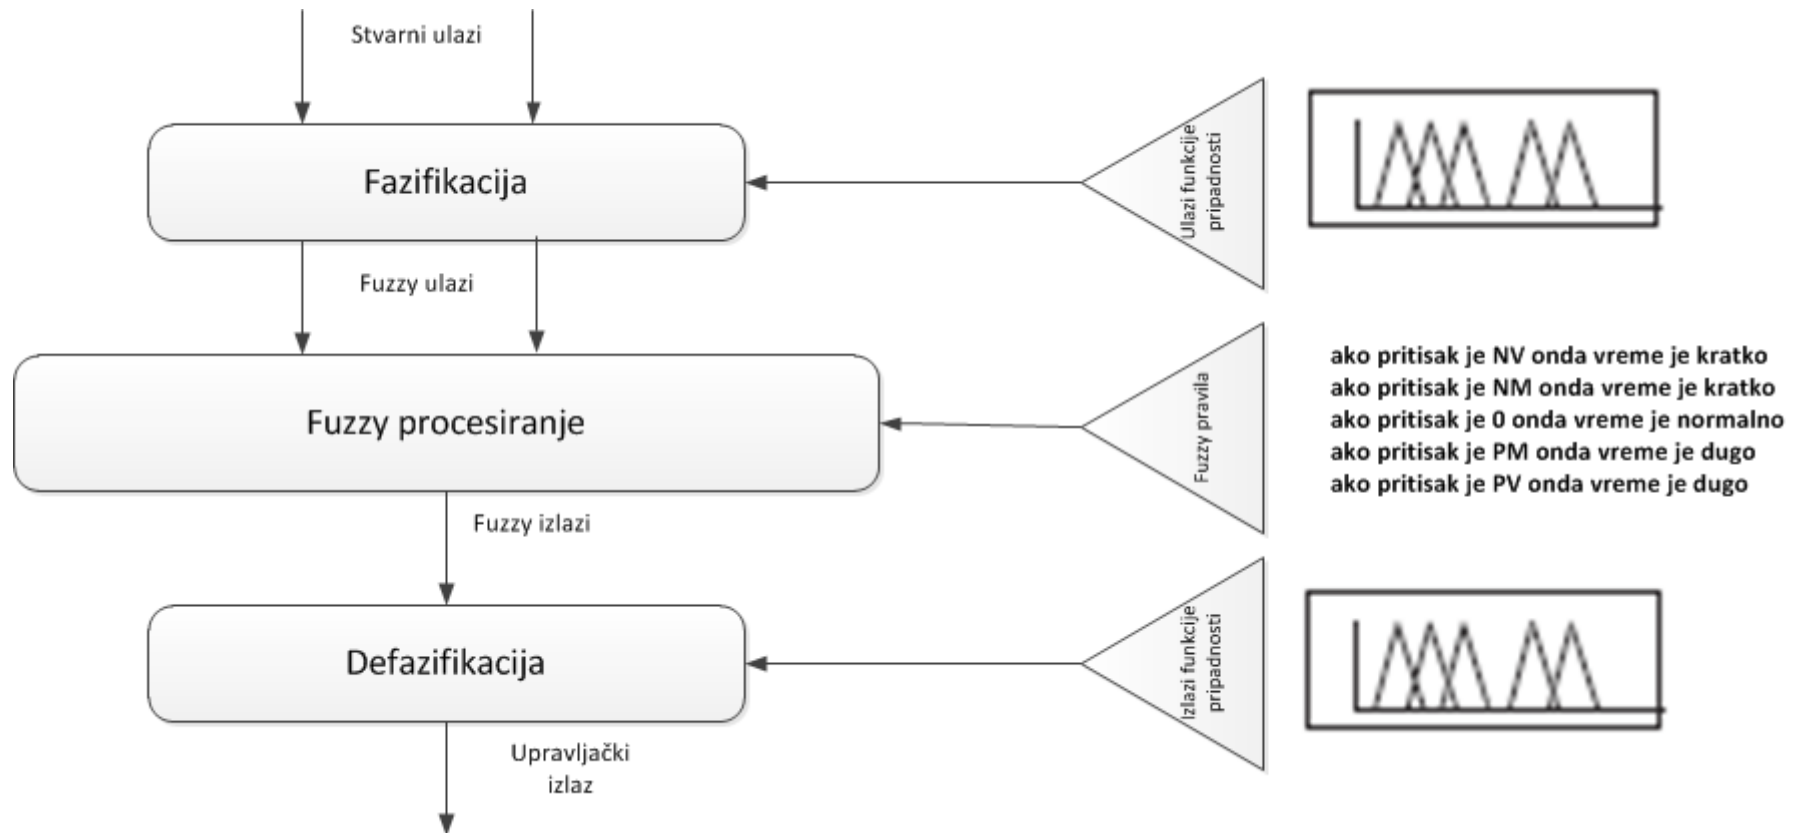 Stvarni ulazi
Fazifikacija
Ulazi funkcije
pripadnosti
Fuzzy ulazi
Fuzzy procesiranje
Fuzzy pravila
ako pritisak je NV onda vreme je kratko
ako pritisak je NM onda vreme je kratko
ako pritisak je 0 onda vreme je normalno
ako pritisak je PM onda vreme je dugo
ako pritisak je PV onda vreme je dugo
Fuzzy izlazi
Defazifikacija
Izlazi funkcije
pripadnosti
Upravljački
izlaz